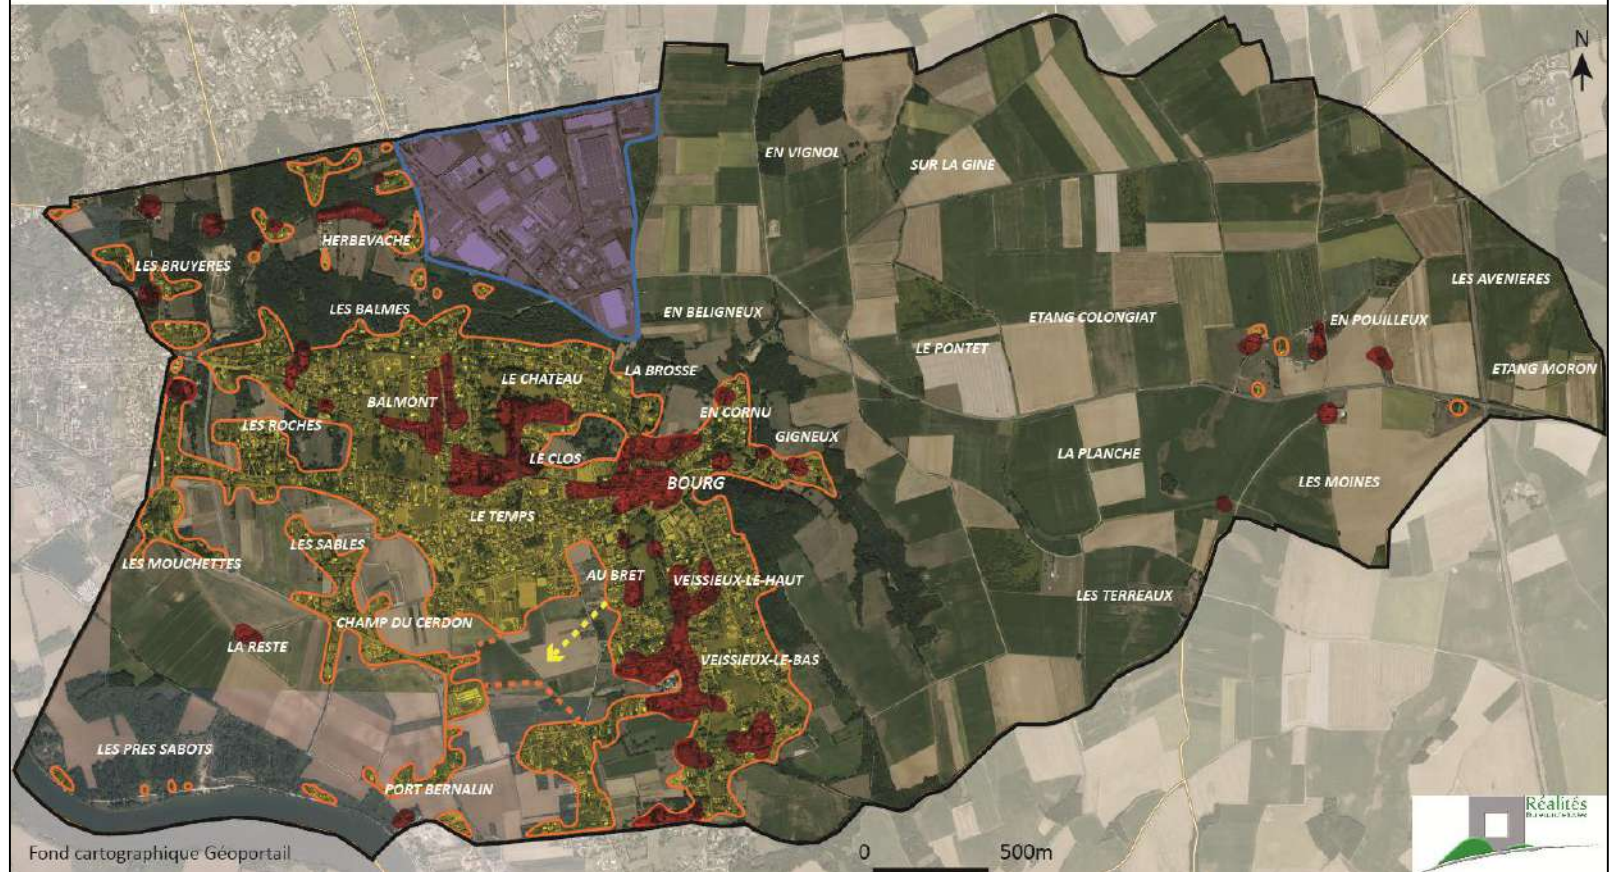 N
EN VIGNOL
SUR LA GINE
HERBEVACHE
LES BRUYERES
LES AVENIERES
LES BALMES
EN BELIGNEUX
ETANG COLONGIAT
EN POUILLEUX
LE PONTET
LA BROSSE
ETANG MORON
LE CHATEAU
BALMONT
EN CORNU
LES ROCHES
GIGNEUX
LE CLOS
LA PLANCHE
BOURG
LES MOINES
LE TEMPS
LES SABLES
LES MOUCHETTES
AU BRET
VEISSIEUX-LE-HAUT
LES TERREAUX
CHAMP DU CERDON
LA RESTE
VEISSIEUX-LE-BAS
LES PRES SABOTS
PORT BERNALIN
Réalités
Fond cartographique Géoportail
0 500m